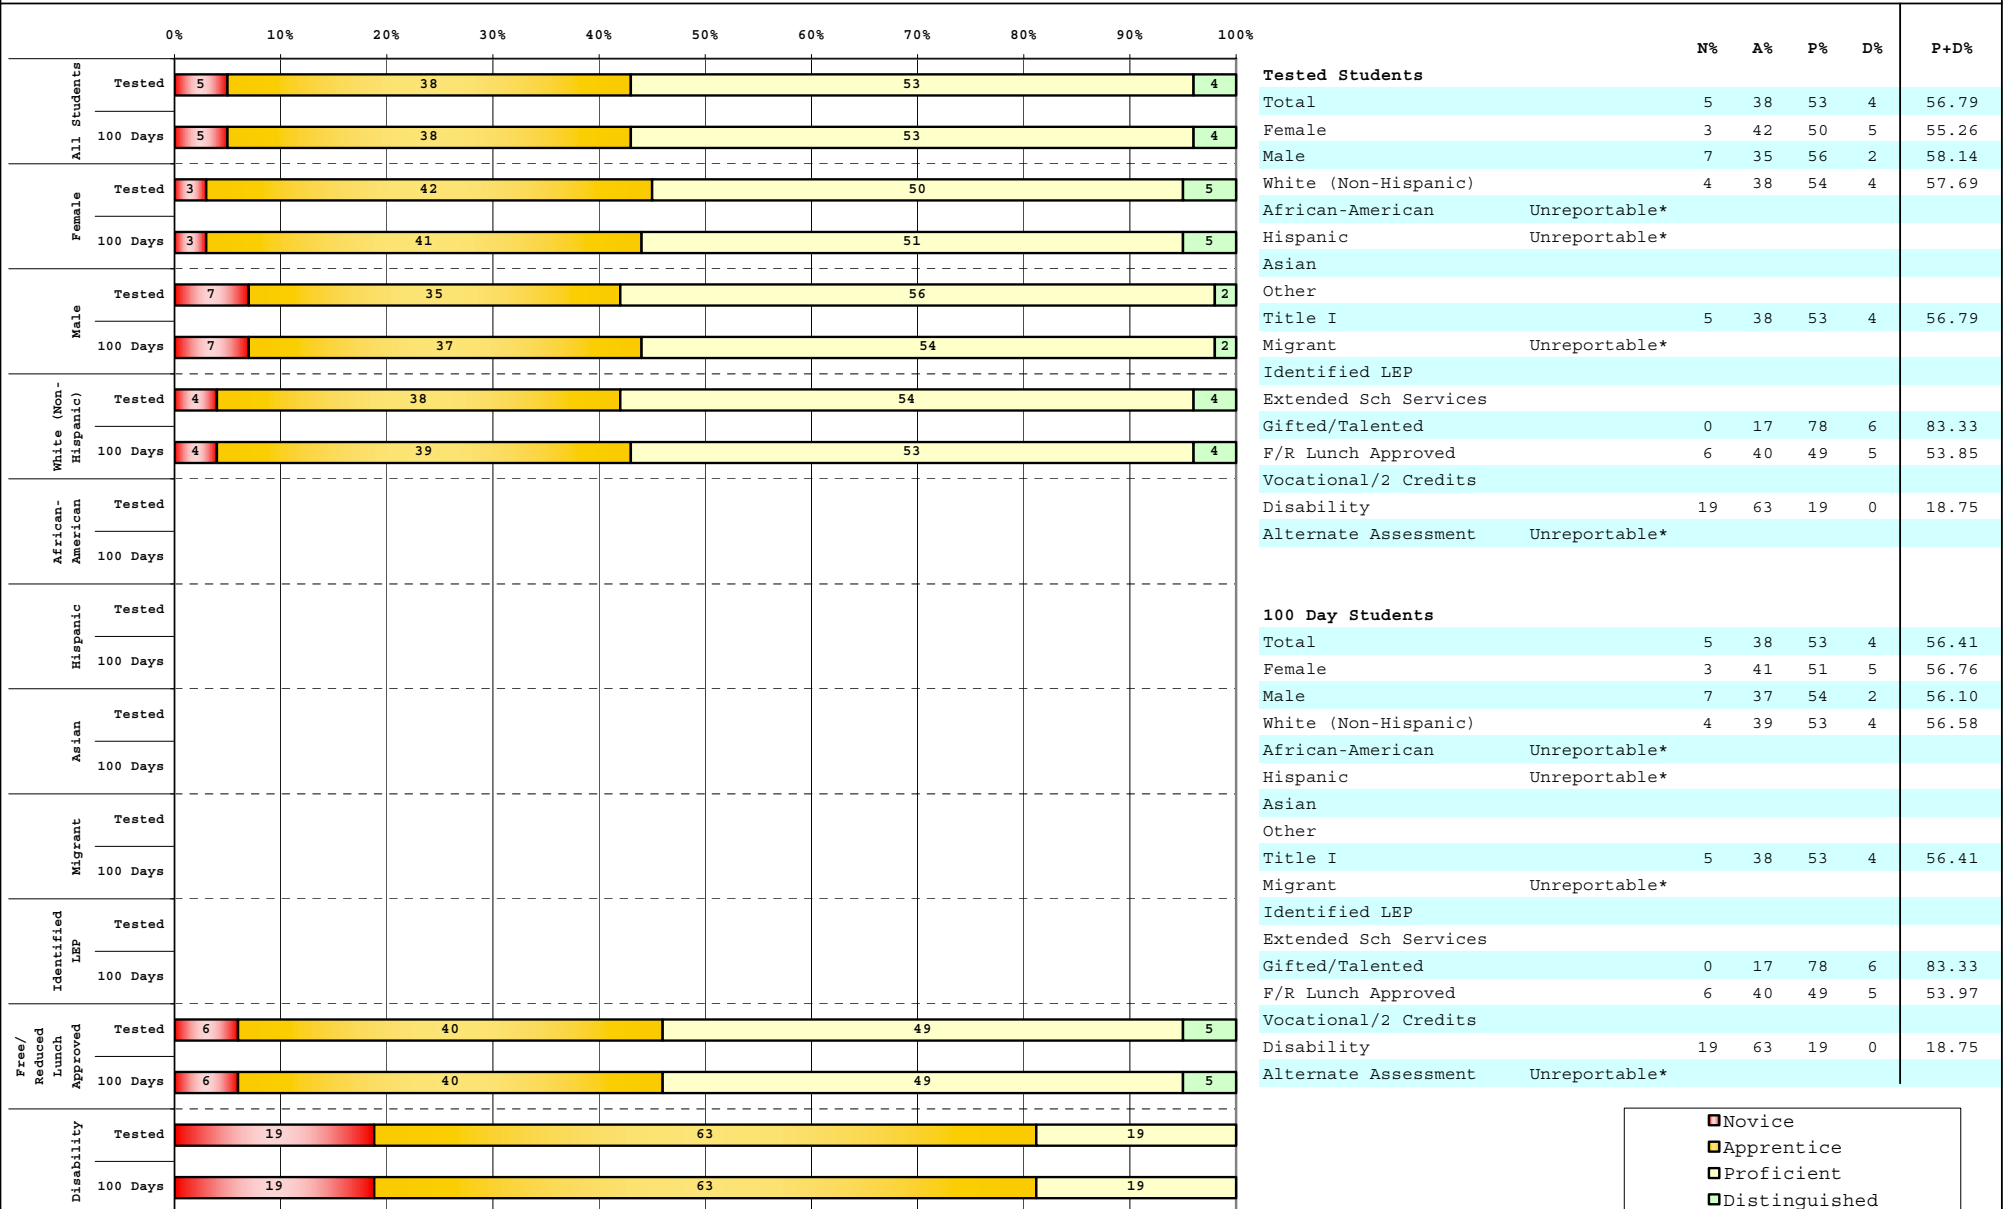 0% 10% 20% 30% 40% 50% 60% 70% 80% 90% 100%
All Students
Tested 5 38 53 4
100 Days 5 38 53 4
Female
Tested 3 42 50 5
100 Days 3 41 51 5
Male
Tested 7 35 56 2
100 Days 7 37 54 2
White (Non-
Hispanic)
Tested 4 38 54 4
100 Days 4 39 53 4
African-
American
Tested
100 Days
Hispanic
Tested
100 Days
Asian
Tested
100 Days
Migrant
Tested
100 Days
Identified
LEP
Tested
100 Days
Free/
Reduced
Lunch
Approved
Tested 6 40 49 5
100 Days 6 40 49 5
Disability
Tested 19 63 19
100 Days 19 63 19
N% A% P% D% P+D%
Tested Students
Total 5 38 53 4 56.79
Female 3 42 50 5 55.26
Male 7 35 56 2 58.14
White (Non-Hispanic) 4 38 54 4 57.69
African-American Unreportable*
Hispanic Unreportable*
Asian
Other
Title I 5 38 53 4 56.79
Migrant Unreportable*
Identified LEP
Extended Sch Services
Gifted/Talented 0 17 78 6 83.33
F/R Lunch Approved 6 40 49 5 53.85
Vocational/2 Credits
Disability 19 63 19 0 18.75
Alternate Assessment Unreportable*
100 Day Students
Total 5 38 53 4 56.41
Female 3 41 51 5 56.76
Male 7 37 54 2 56.10
White (Non-Hispanic) 4 39 53 4 56.58
African-American Unreportable*
Hispanic Unreportable*
Asian
Other
Title I 5 38 53 4 56.41
Migrant Unreportable*
Identified LEP
Extended Sch Services
Gifted/Talented 0 17 78 6 83.33
F/R Lunch Approved 6 40 49 5 53.97
Vocational/2 Credits
Disability 19 63 19 0 18.75
Alternate Assessment Unreportable*
Novice
Apprentice
Proficient
Distinguished